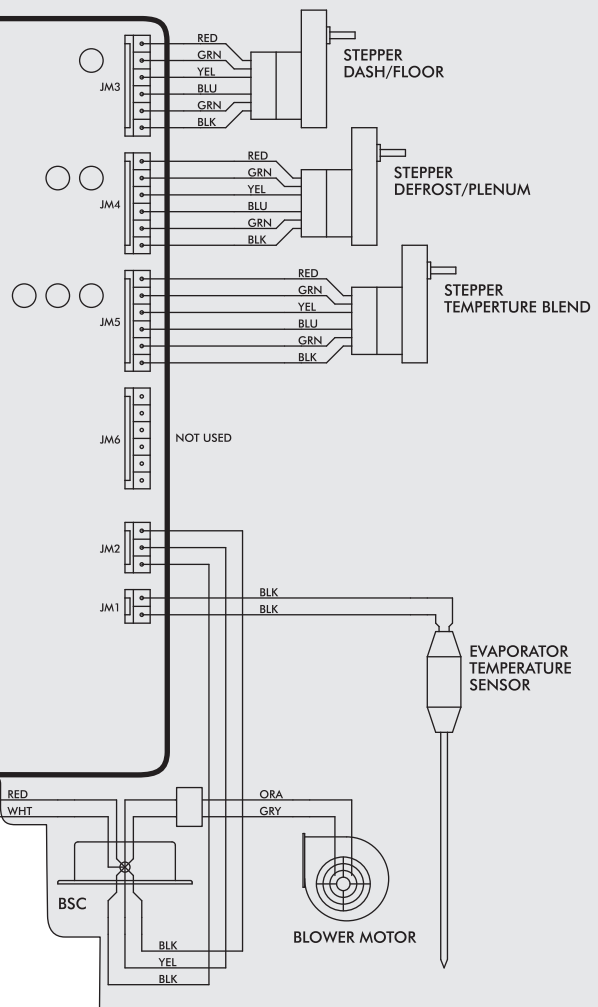 RED
GRN
YEL
JM3
BLU
GRN
BLK
STEPPER
DASH/FLOOR
RED
GRN
YEL
JM4
BLU
GRN
BLK
STEPPER
DEFROST/PLENUM
RED
GRN
YEL
JM5
BLU
GRN
BLK
STEPPER
TEMPERTURE BLEND
JM6
NOT USED
JM2
JM1
BLK
BLK
EVAPORATOR
TEMPERATURE
SENSOR
RED
WHT
ORA
GRY
BSC
BLOWER MOTOR
BLK
YEL
BLK